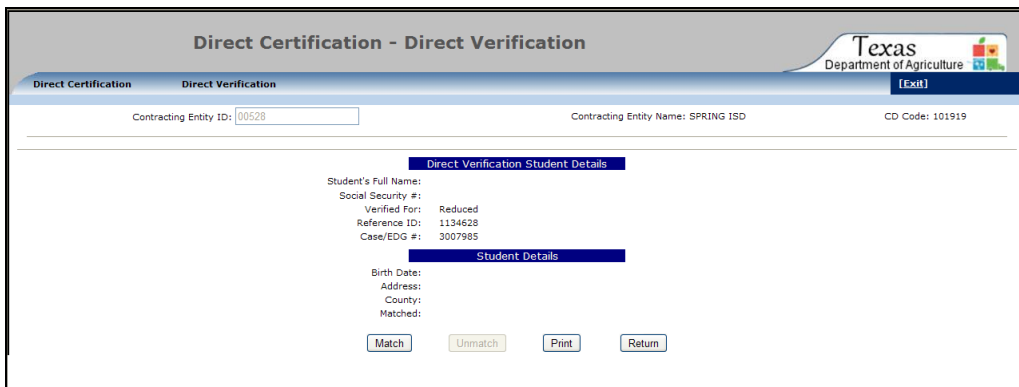 Direct Certification - Direct Verification
Texas
Department of Agriculture
Direct Certification Direct Verification [Exit]
Contracting Entity ID: 00528 Contracting Entity Name: SPRING ISD CD Code: 101919
Direct Verification Student Details
Student's Full Name:
Social Security #:
Verified For: Reduced
Reference ID: 1134628
Case/EDG #: 3007985
Student Details
Birth Date:
Address:
County:
Matched:
Match Unmatch Print Return